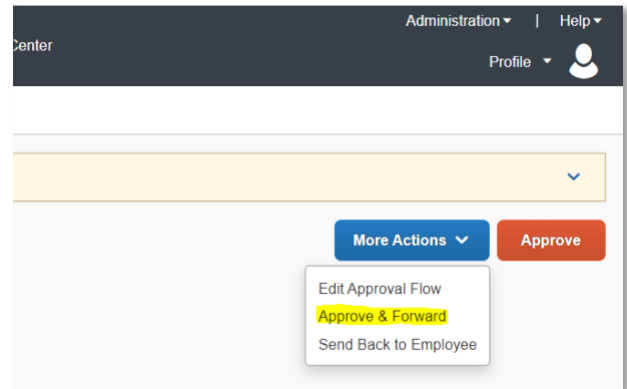 Administration | Help
Center
Profile
More Actions Approve
Edit Approval Flow
Approve & Forward
Send Back to Employee